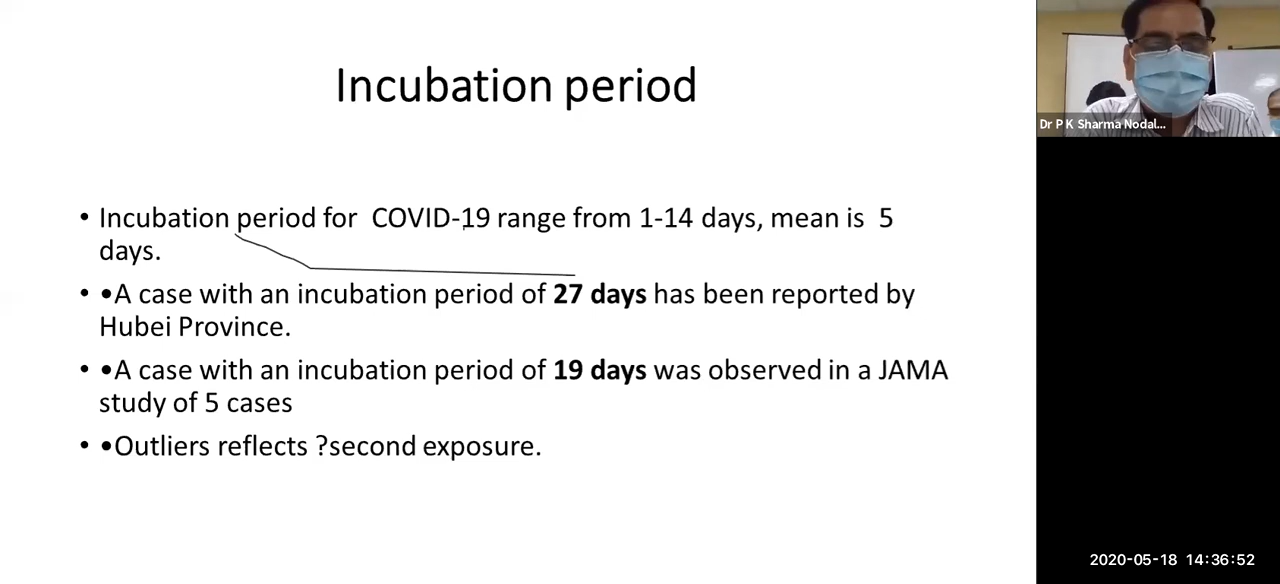 Incubation period
• Incubation period for COVID-19 range from 1-14 days, mean is 5
days.
• •A case with an incubation period of 27 days has been reported by
Hubei Province.
• •A case with an incubation period of 19 days was observed in a JAMA
study of 5 cases
• •Outliers reflects ?second exposure.
Dr P K Sharma Nodal...
2020-05-18 14:36:52